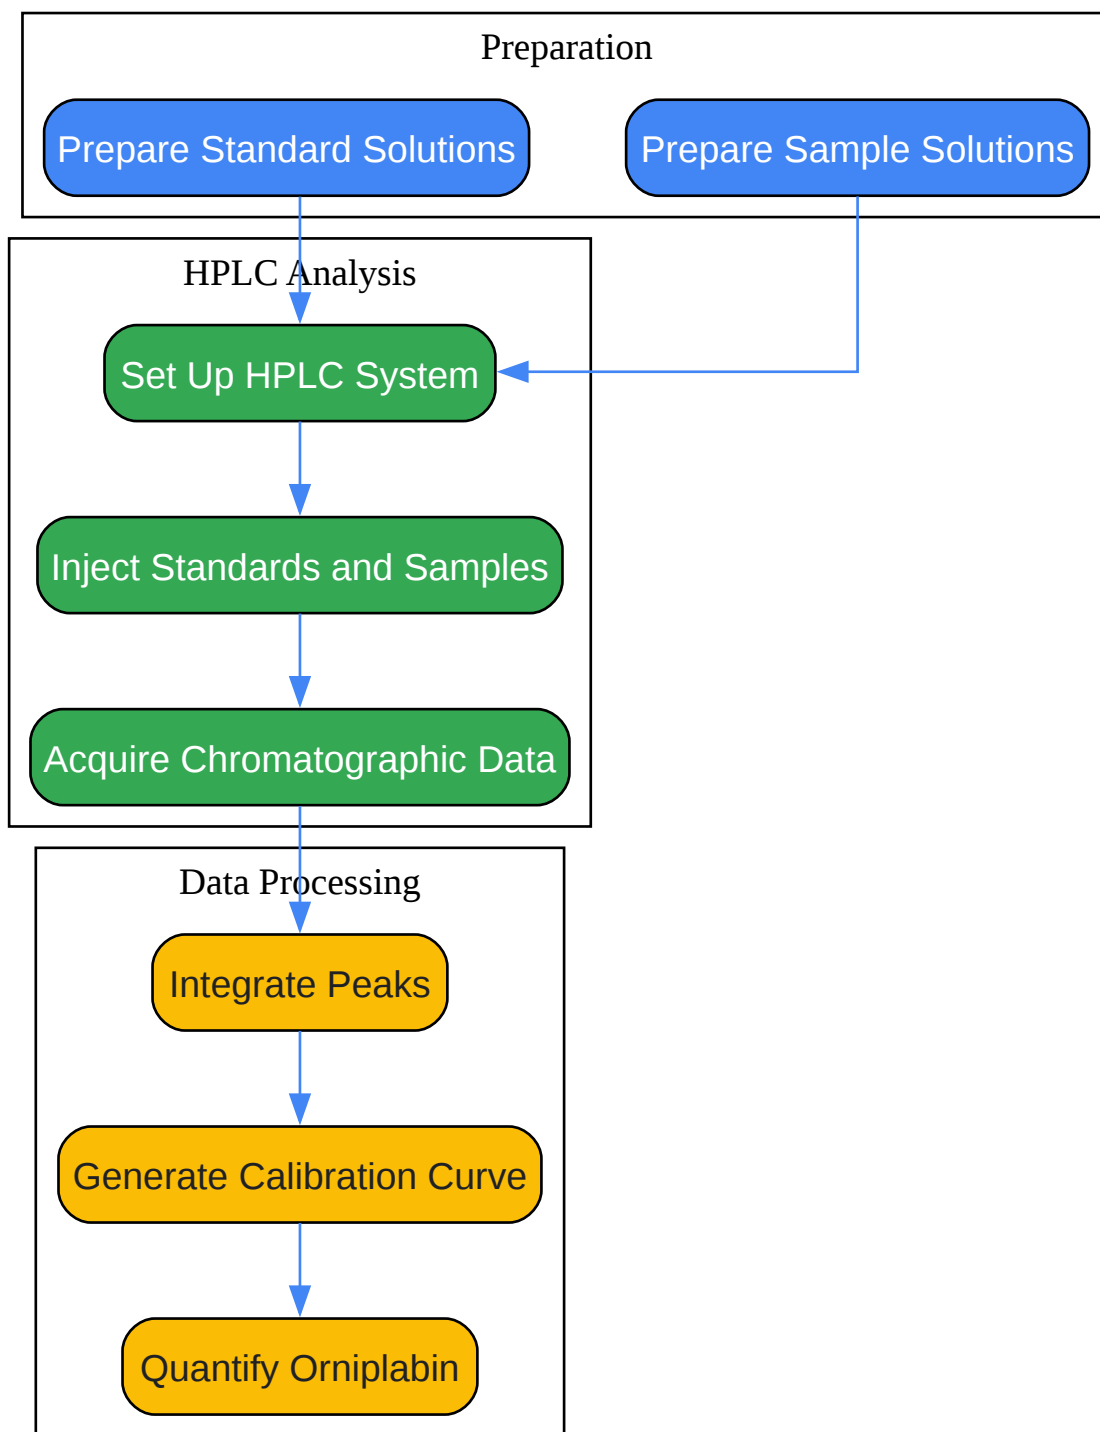 Preparation
Prepare Standard Solutions
Prepare Sample Solutions
HPLC Analysis
Set Up HPLC System
Inject Standards and Samples
Acquire Chromatographic Data
Data Processing
Integrate Peaks
Generate Calibration Curve
Quantify Orniplabin